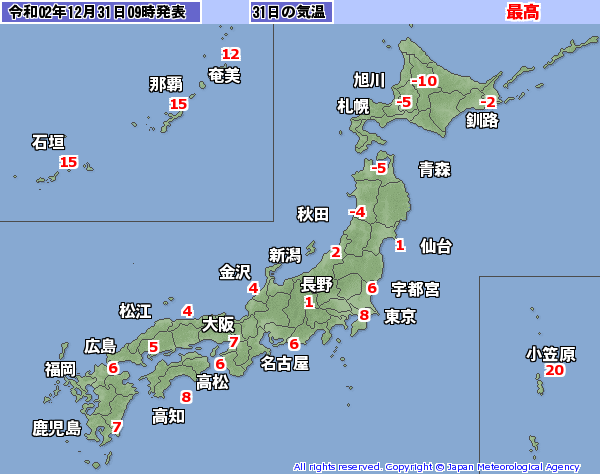 令和02年12月31日09時発表
31日の気温
最高
12
奄美
那覇
15
石垣
15
旭川
-10
札幌
-5
-2
釧路
-5
青森
秋田
-4
1
仙台
新潟
2
金沢
4
長野
1
6
宇都宮
8
東京
松江
4
大阪
7
6
名古屋
広島
5
福岡
6
6
高松
8
高知
鹿児島
7
小笠原
20
All rights reserved. Copyright © Japan Meteorological Agency